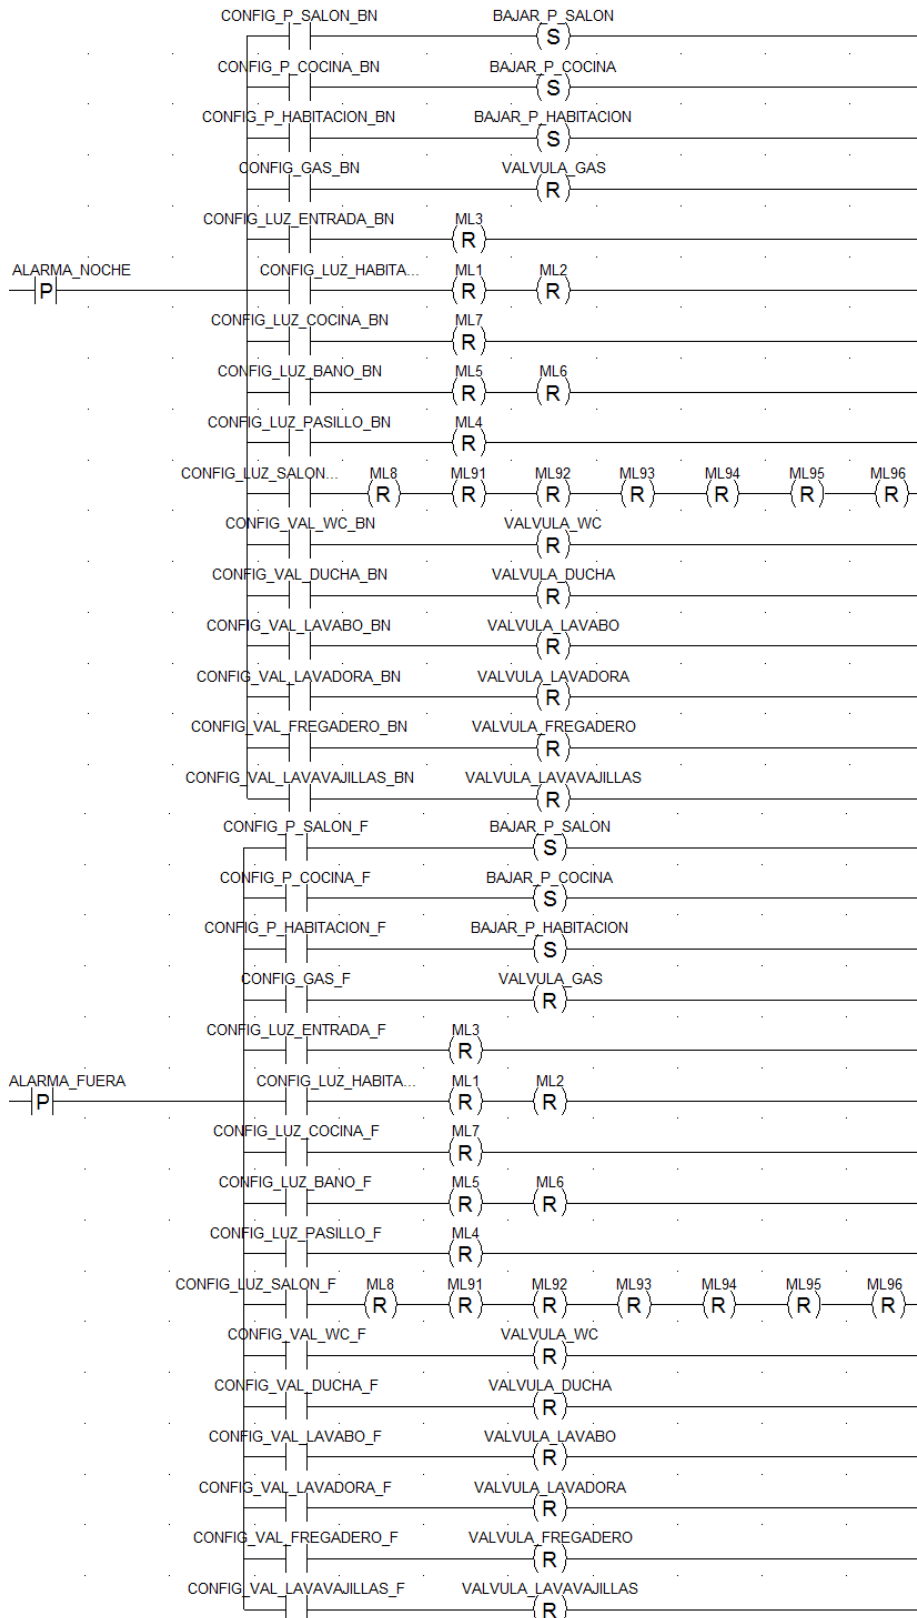 CONFIG_P_SALON_BN BAJAR_P_SALON
S
CONFIG_P_COCINA_BN BAJAR_P_COCINA
S
CONFIG_P_HABITACION_BN BAJAR_P_HABITACION
S
CONFIG_GAS_BN VALVULA_GAS
R
CONFIG_LUZ_ENTRADA_BN ML3
R
ALARMA_NOCHE CONFIG_LUZ_HABITA... ML1 ML2
P R R
CONFIG_LUZ_COCINA_BN ML7
R
CONFIG_LUZ_BANO_BN ML5 ML6
R R
CONFIG_LUZ_PASILLO_BN ML4
R
CONFIG_LUZ_SALON... ML8 ML91 ML92 ML93 ML94 ML95 ML96
R R R R R R R
CONFIG_VAL_WC_BN VALVULA_WC
R
CONFIG_VAL_DUCHA_BN VALVULA_DUCHA
R
CONFIG_VAL_LAVABO_BN VALVULA_LAVABO
R
CONFIG_VAL_LAVADORA_BN VALVULA_LAVADORA
R
CONFIG_VAL_FREGADERO_BN VALVULA_FREGADERO
R
CONFIG_VAL_LAVAVAJILLAS_BN VALVULA_LAVAVAJILLAS
R
CONFIG_P_SALON_F BAJAR_P_SALON
S
CONFIG_P_COCINA_F BAJAR_P_COCINA
S
CONFIG_P_HABITACION_F BAJAR_P_HABITACION
S
CONFIG_GAS_F VALVULA_GAS
R
CONFIG_LUZ_ENTRADA_F ML3
R
ALARMA_FUERA CONFIG_LUZ_HABITA... ML1 ML2
P R R
CONFIG_LUZ_COCINA_F ML7
R
CONFIG_LUZ_BANO_F ML5 ML6
R R
CONFIG_LUZ_PASILLO_F ML4
R
CONFIG_LUZ_SALON_F ML8 ML91 ML92 ML93 ML94 ML95 ML96
R R R R R R R
CONFIG_VAL_WC_F VALVULA_WC
R
CONFIG_VAL_DUCHA_F VALVULA_DUCHA
R
CONFIG_VAL_LAVABO_F VALVULA_LAVABO
R
CONFIG_VAL_LAVADORA_F VALVULA_LAVADORA
R
CONFIG_VAL_FREGADERO_F VALVULA_FREGADERO
R
CONFIG_VAL_LAVAVAJILLAS_F VALVULA_LAVAVAJILLAS
R